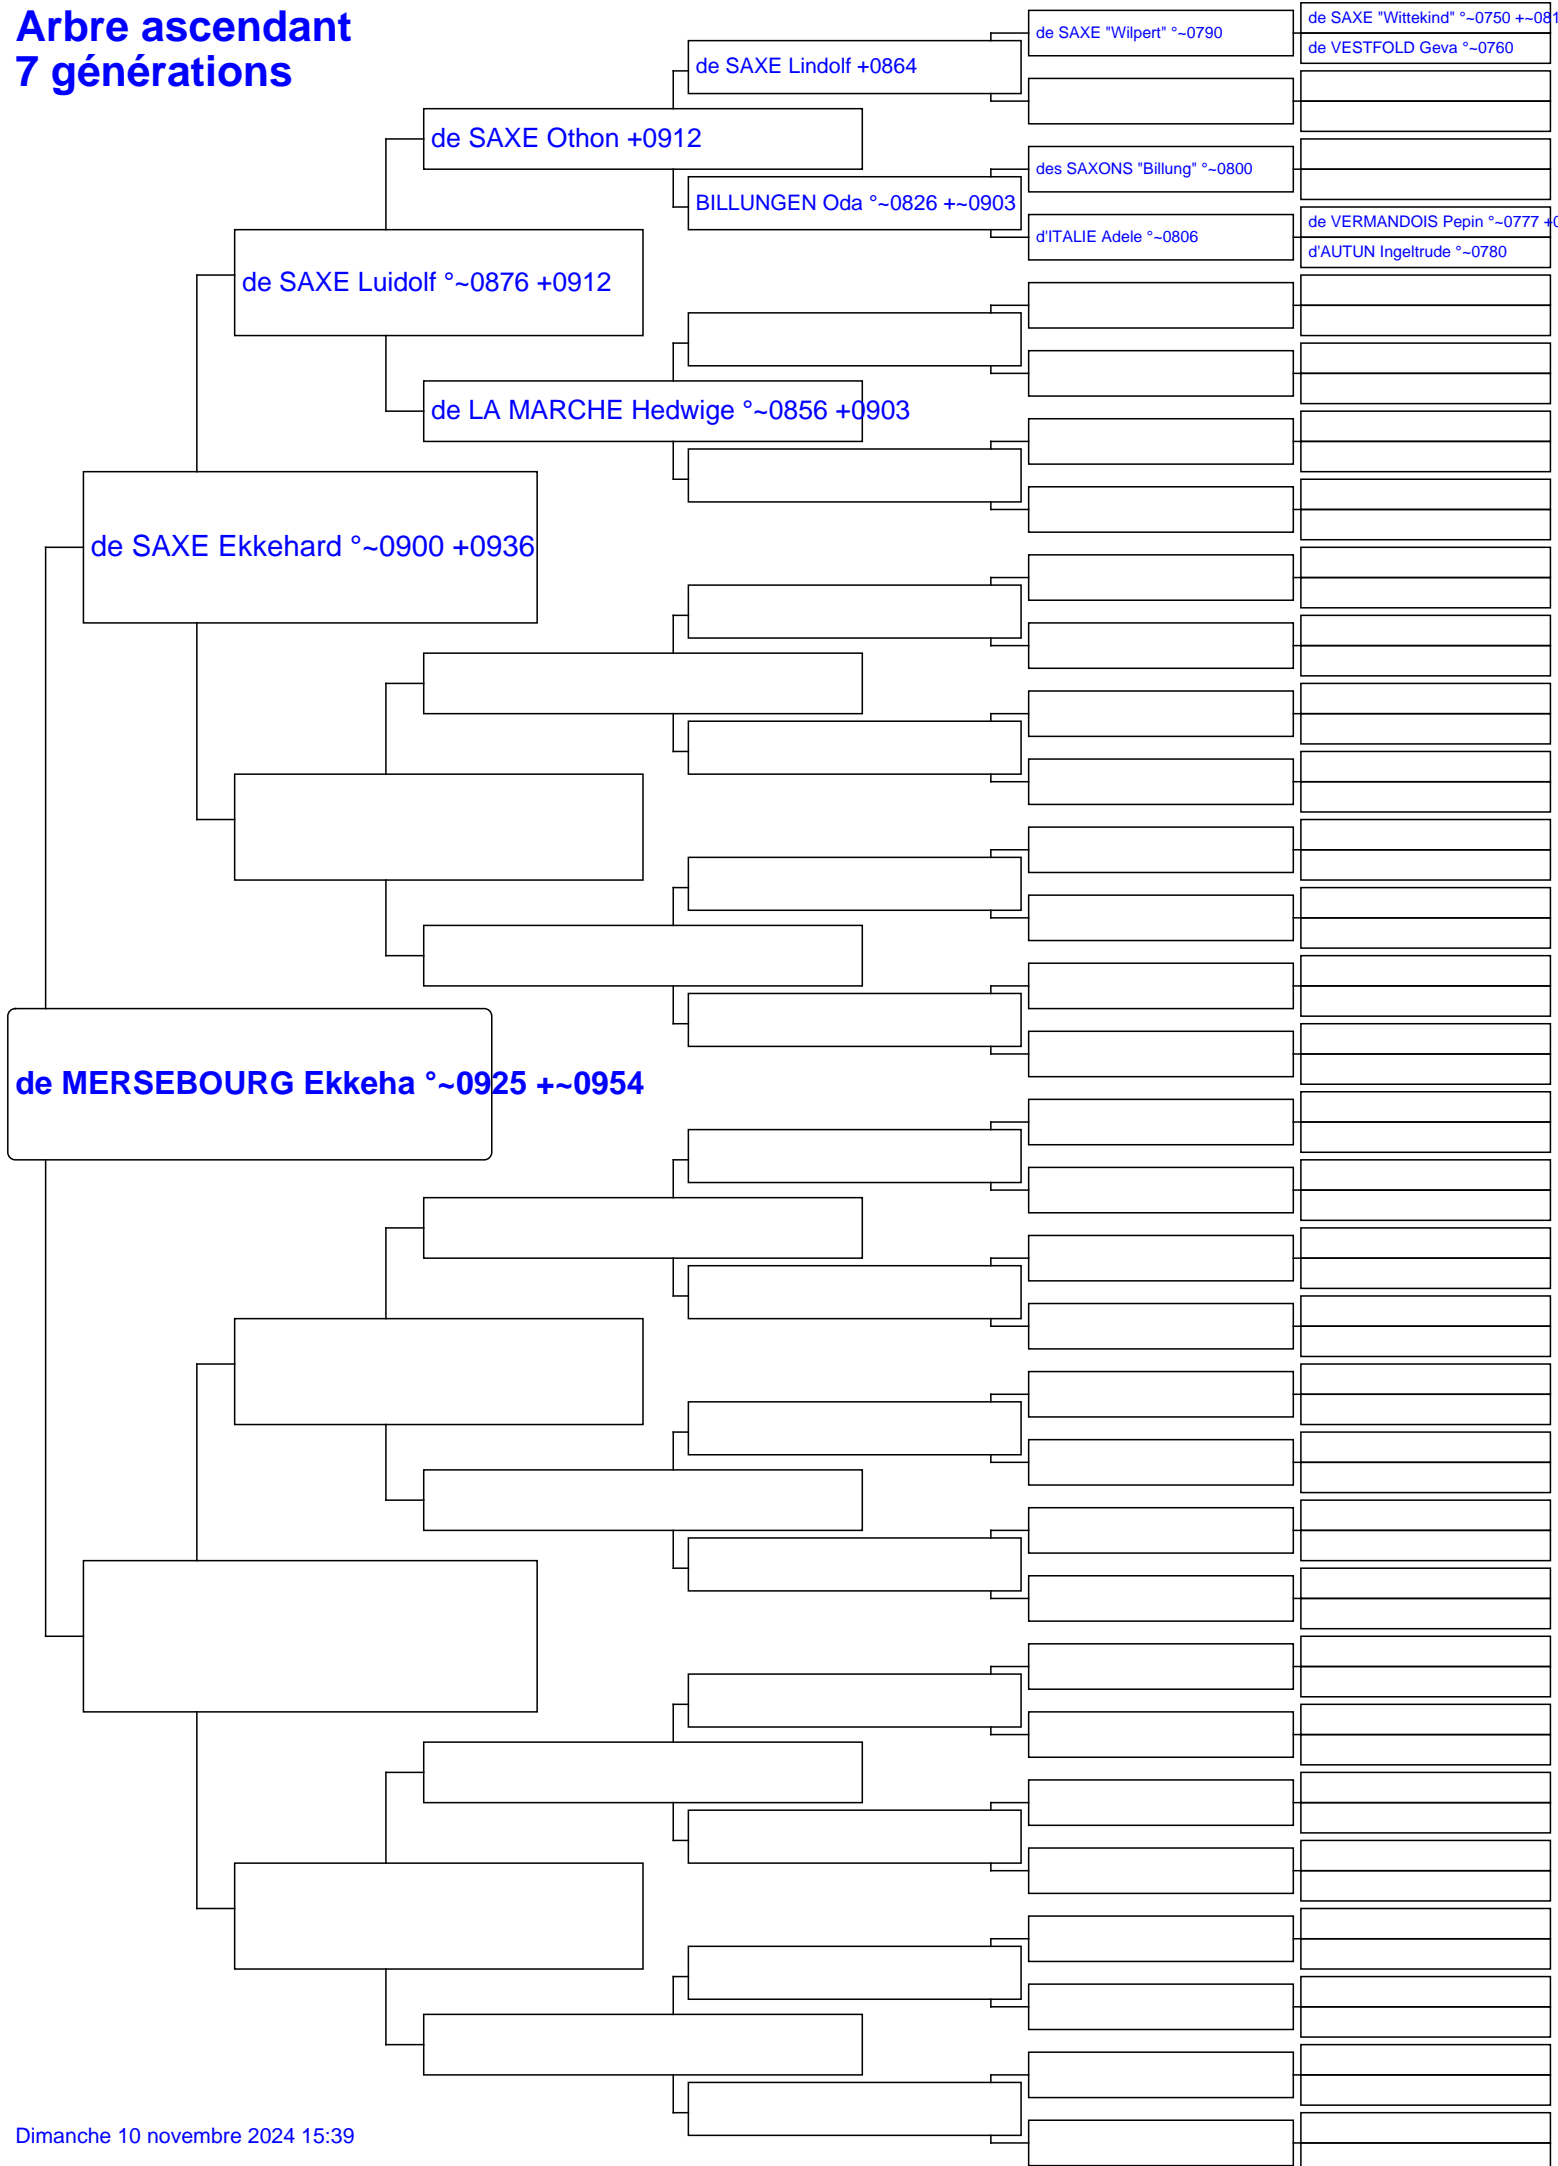 Arbre ascendant
7 générations
de SAXE "Wittekind" °~0750 +~081
de SAXE "Wilpert" °~0790
de VESTFOLD Geva °~0760
de SAXE Lindolf +0864
de SAXE Othon +0912
des SAXONS "Billung" °~0800
BILLUNGEN Oda °~0826 +~0903
de VERMANDOIS Pepin °~0777 +0
d'ITALIE Adele °~0806
d'AUTUN Ingeltrude °~0780
de SAXE Luidolf °~0876 +0912
de LA MARCHE Hedwige °~0856 +0903
de SAXE Ekkehard °~0900 +0936
de MERSEBOURG Ekkeha °~0925 +~0954
Dimanche 10 novembre 2024 15:39